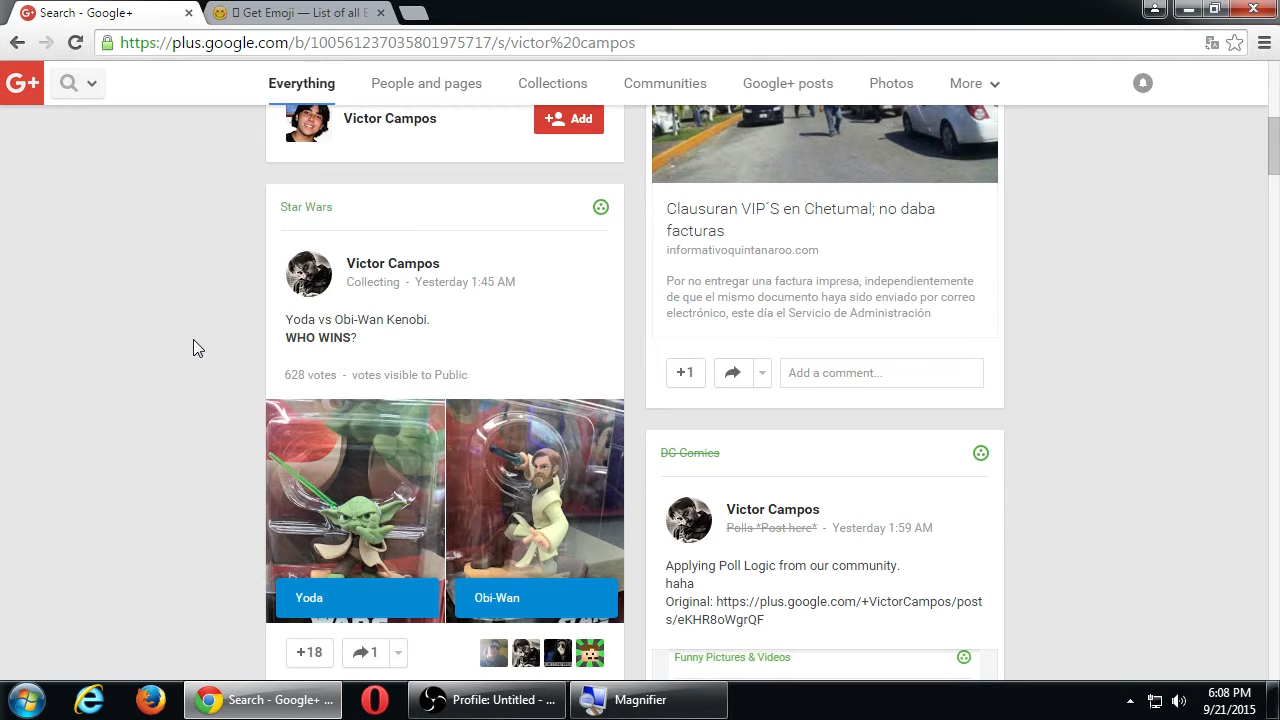 Search - Google+
Get Emoji — List of all E
https://plus.google.com/b/100561237035801975717/s/victor%20campos
G+
Everything
People and pages
Collections
Communities
Google+ posts
Photos
More
Victor Campos
Add
Star Wars
Victor Campos
Collecting - Yesterday 1:45 AM
Yoda vs Obi-Wan Kenobi.
WHO WINS?
628 votes - votes visible to Public
Yoda
Obi-Wan
+18
1
Clausuran VIP´S en Chetumal; no daba
facturas
informativoquintanaroo.com
Por no entregar una factura impresa, independientemente
de que el mismo documento haya sido enviado por correo
electrónico, este día el Servicio de Administración
+1
Add a comment...
DC Comics
Victor Campos
Polls *Post here* - Yesterday 1:59 AM
Applying Poll Logic from our community.
haha
Original: https://plus.google.com/+VictorCampos/post
s/eKHR8oWgrQF
Funny Pictures & Videos
Search - Google+ ...
Profile: Untitled - ...
Magnifier
6:08 PM
9/21/2015